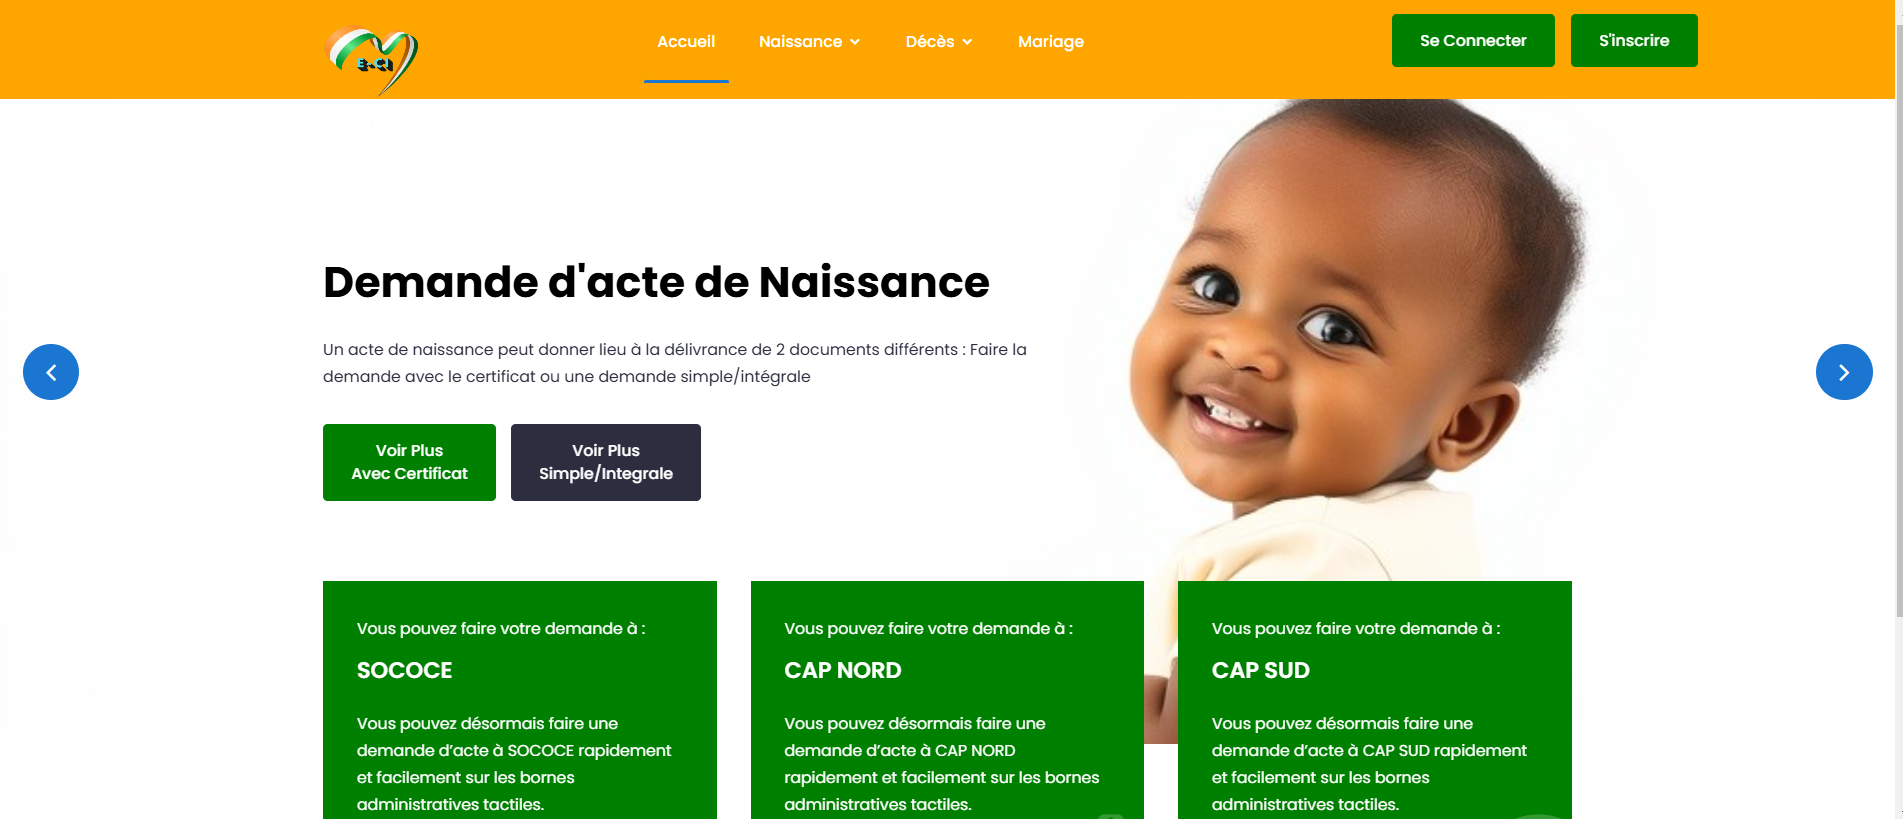 E-CI
Accueil
Naissance
Décès
Mariage
Se Connecter
S'inscrire
Demande d'acte de Naissance
Un acte de naissance peut donner lieu à la délivrance de 2 documents différents : Faire la
demande avec le certificat ou une demande simple/intégrale
Voir Plus
Avec Certificat
Voir Plus
Simple/Integrale
Vous pouvez faire votre demande à :
SOCOCE
Vous pouvez désormais faire une
demande d’acte à SOCOCE rapidement
et facilement sur les bornes
administratives tactiles.
Vous pouvez faire votre demande à :
CAP NORD
Vous pouvez désormais faire une
demande d’acte à CAP NORD
rapidement et facilement sur les bornes
administratives tactiles.
Vous pouvez faire votre demande à :
CAP SUD
Vous pouvez désormais faire une
demande d’acte à CAP SUD rapidement
et facilement sur les bornes
administratives tactiles.